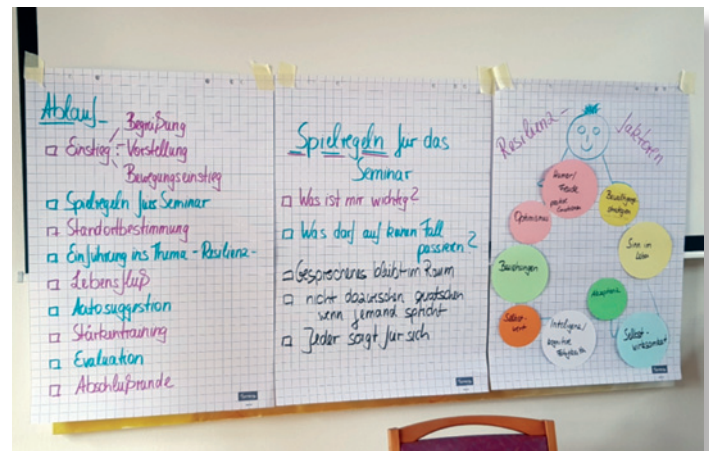 Ablauf
Begrüßung
□ Einstieg - Vorstellung
Bewegungseinstieg
□ Spielregeln fürs Seminar
□ Standortbestimmung
□ Einführung ins Thema - Resilienz -
□ Lebensfluß
□ Autosuggestion
□ Stärkentraining
□ Evaluation
□ Abschlußrunde
Spielregeln für das
Seminar
□ Was ist mir wichtig?
□ Was darf auf keinen Fall
passieren?
□ Gesprochenes bleibt im Raum
□ nicht dazwischen quatschen
wenn jemand spricht
□ Jeder sorgt für sich
Resilienz-
faktoren
Humor/
Freude
positive
Emotionen
Bewältigungs-
strategien
Optimismus
Sinn im
Leben
Beziehungen
Akzeptanz
Selbst-
wert
Intelligenz/
kognitive
Selbst-
wirksamkeit